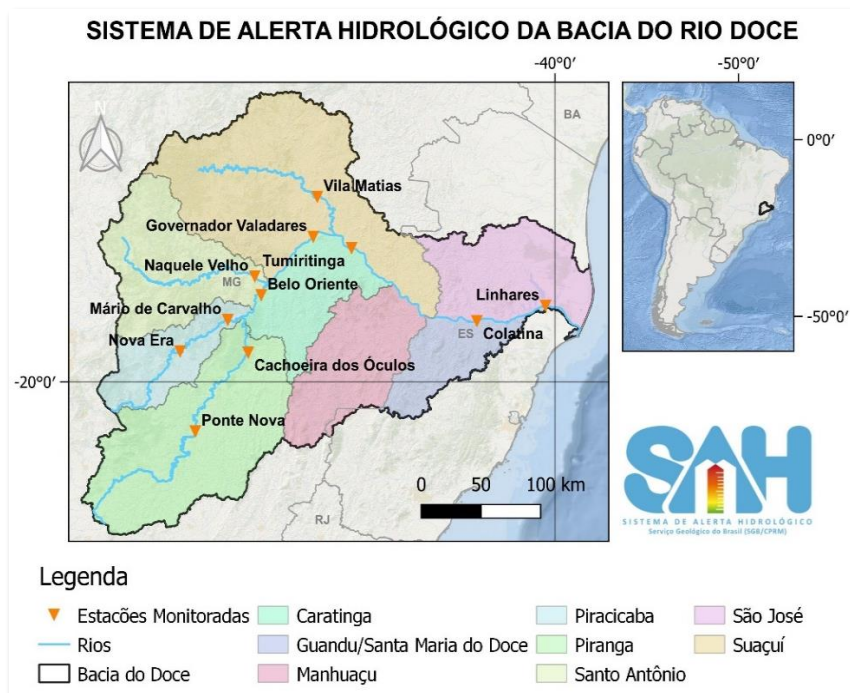 SISTEMA DE ALERTA HIDROLÓGICO DA BACIA DO RIO DOCE
-40°0'
-50°0'
N
BA
0°0'
Vila Matias
Governador Valadares
Tumiritinga
Naquele Velho
MG
Belo Oriente
Linhares
Mário de Carvalho
Nova Era
ES
Colatina
-50°0'
Cachoeira dos Óculos
-20°0'
Ponte Nova
0 50 100 km
RJ
SAH
SISTEMA DE ALERTA HIDROLÓGICO
Serviço Geológico do Brasil (SGB/CPRM)
Legenda
Estacões Monitoradas
Rios
Bacia do Doce
Caratinga
Guandu/Santa Maria do Doce
Manhuaçu
Piracicaba
Piranga
Santo Antônio
São José
Suaçuí